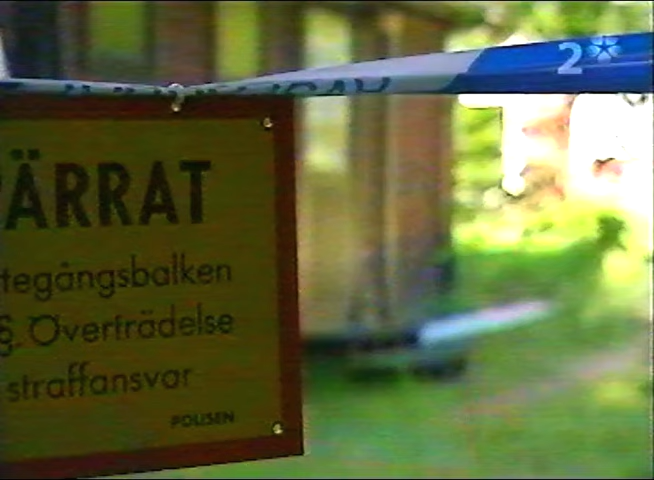 2
ÄRRAT
tegångsbalken
§. Överträdelse
straffansvar
POLISEN